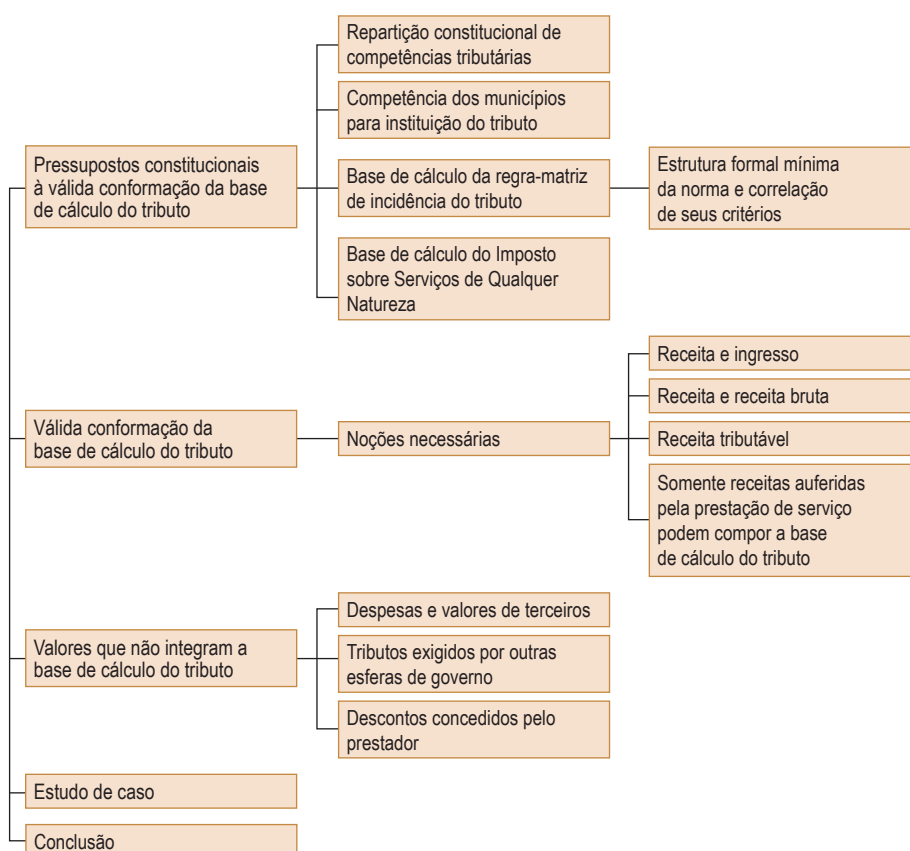 Pressupostos constitucionais
à válida conformação da base
de cálculo do tributo
Repartição constitucional de
competências tributárias
Competência dos municípios
para instituição do tributo
Base de cálculo da regra-matriz
de incidência do tributo
Estrutura formal mínima
da norma e correlação
de seus critérios
Base de cálculo do Imposto
sobre Serviços de Qualquer
Natureza
Válida conformação da
base de cálculo do tributo
Noções necessárias
Receita e ingresso
Receita e receita bruta
Receita tributável
Somente receitas auferidas
pela prestação de serviço
podem compor a base
de cálculo do tributo
Valores que não integram a
base de cálculo do tributo
Despesas e valores de terceiros
Tributos exigidos por outras
esferas de governo
Descontos concedidos pelo
prestador
Estudo de caso
Conclusão